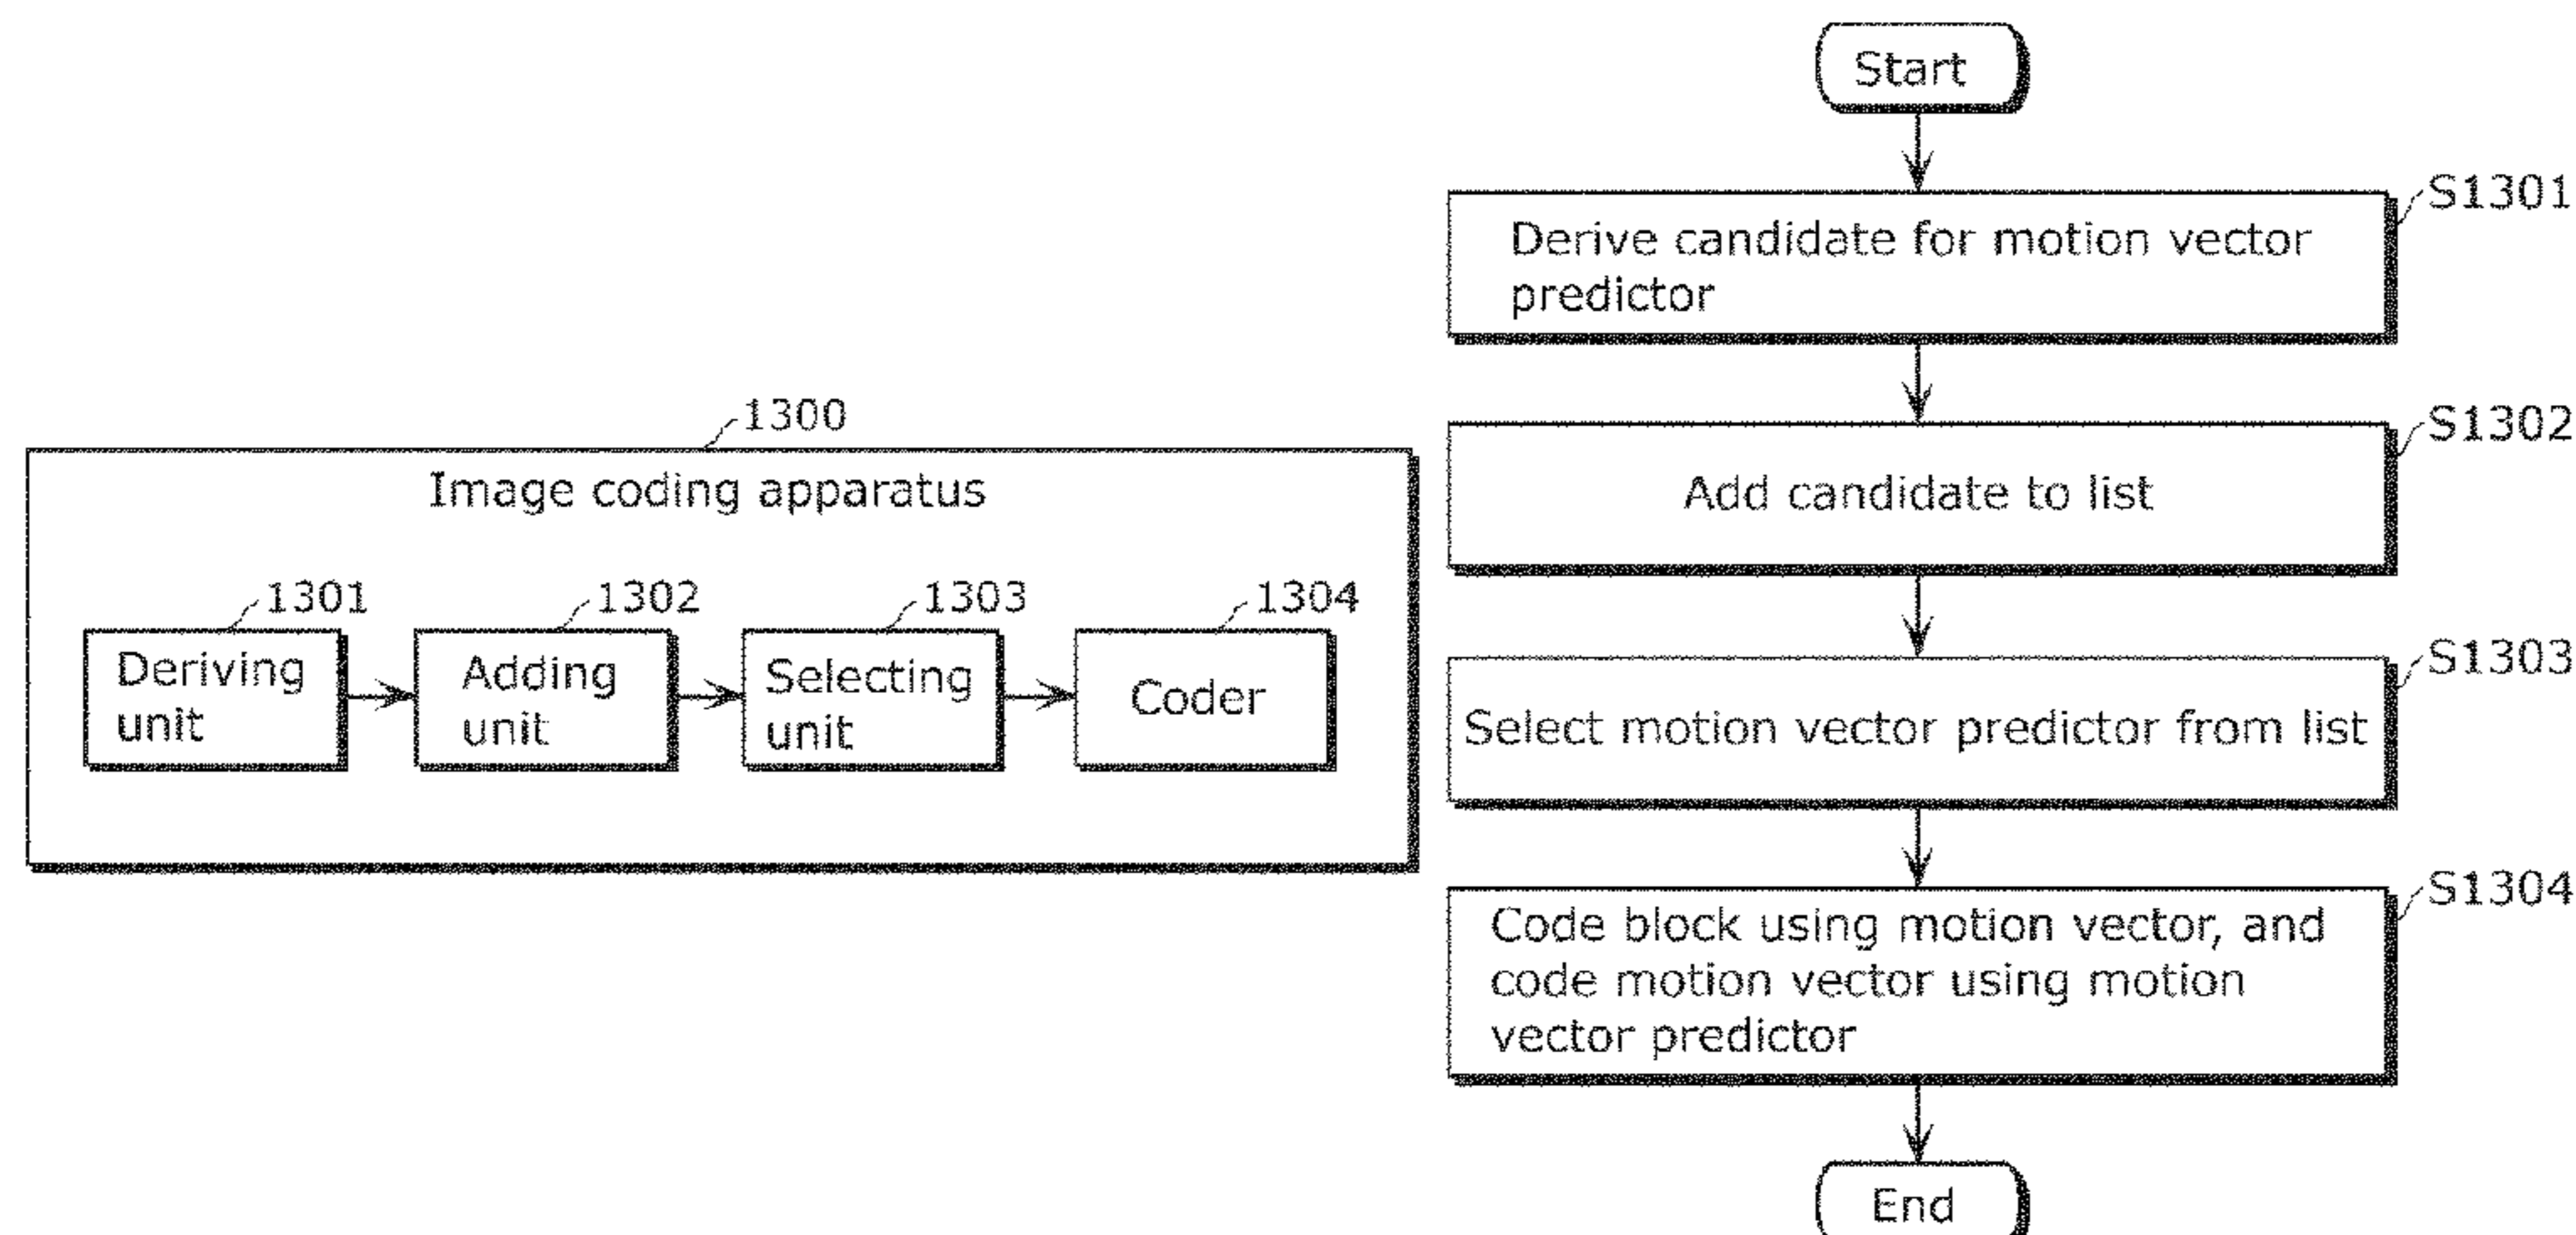 1300
Image coding apparatus
1301
1302
1303
1304
Deriving
unit
Adding
unit
Selecting
unit
Coder
Start
S1301
Derive candidate for motion vector
predictor
S1302
Add candidate to list
S1303
Select motion vector predictor from list
S1304
Code block using motion vector, and
code motion vector using motion
vector predictor
End